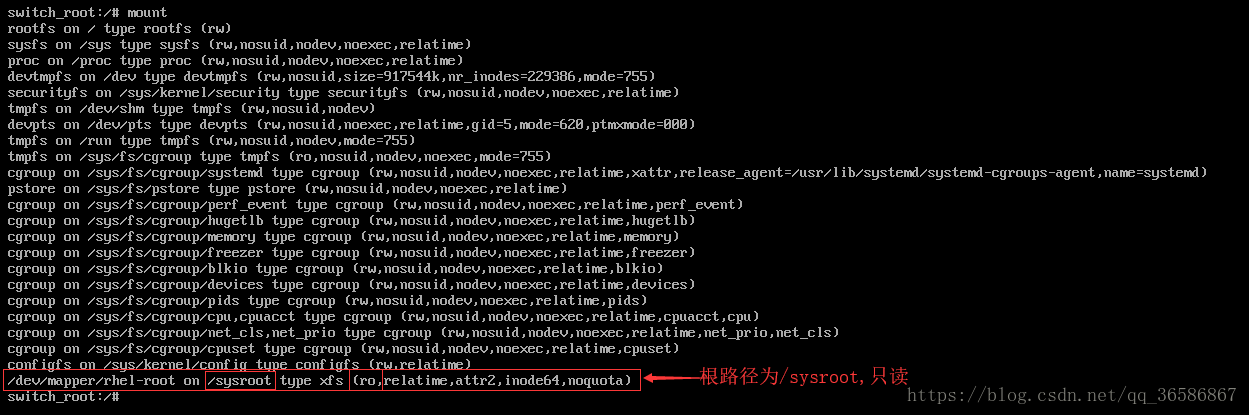 switch_root:/# mount
rootfs on / type rootfs (rw)
sysfs on /sys type sysfs (rw,nosuid,nodev,noexec,relatime)
proc on /proc type proc (rw,nosuid,nodev,noexec,relatime)
devtmpfs on /dev type devtmpfs (rw,nosuid,size=917544k,nr_inodes=229386,mode=755)
securityfs on /sys/kernel/security type securityfs (rw,nosuid,nodev,noexec,relatime)
tmpfs on /dev/shm type tmpfs (rw,nosuid,nodev)
devpts on /dev/pts type devpts (rw,nosuid,noexec,relatime,gid=5,mode=620,ptmxmode=000)
tmpfs on /run type tmpfs (rw,nosuid,nodev,mode=755)
tmpfs on /sys/fs/cgroup type tmpfs (ro,nosuid,nodev,noexec,mode=755)
cgroup on /sys/fs/cgroup/systemd type cgroup (rw,nosuid,nodev,noexec,relatime,xattr,release_agent=/usr/lib/systemd/systemd-cgroups-agent,name=systemd)
pstore on /sys/fs/pstore type pstore (rw,nosuid,nodev,noexec,relatime)
cgroup on /sys/fs/cgroup/perf_event type cgroup (rw,nosuid,nodev,noexec,relatime,perf_event)
cgroup on /sys/fs/cgroup/hugetlb type cgroup (rw,nosuid,nodev,noexec,relatime,hugetlb)
cgroup on /sys/fs/cgroup/memory type cgroup (rw,nosuid,nodev,noexec,relatime,memory)
cgroup on /sys/fs/cgroup/freezer type cgroup (rw,nosuid,nodev,noexec,relatime,freezer)
cgroup on /sys/fs/cgroup/blkio type cgroup (rw,nosuid,nodev,noexec,relatime,blkio)
cgroup on /sys/fs/cgroup/devices type cgroup (rw,nosuid,nodev,noexec,relatime,devices)
cgroup on /sys/fs/cgroup/pids type cgroup (rw,nosuid,nodev,noexec,relatime,pids)
cgroup on /sys/fs/cgroup/cpu,cpuacct type cgroup (rw,nosuid,nodev,noexec,relatime,cpuacct,cpu)
cgroup on /sys/fs/cgroup/net_cls,net_prio type cgroup (rw,nosuid,nodev,noexec,relatime,net_prio,net_cls)
cgroup on /sys/fs/cgroup/cpuset type cgroup (rw,nosuid,nodev,noexec,relatime,cpuset)
configfs on /sys/kernel/config type configfs (rw,relatime)
/dev/mapper/rhel-root on /sysroot type xfs (ro,relatime,attr2,inode64,noquota) 根路径为/sysroot,只读
switch_root:/#
https://blog.csdn.net/qq_36586867